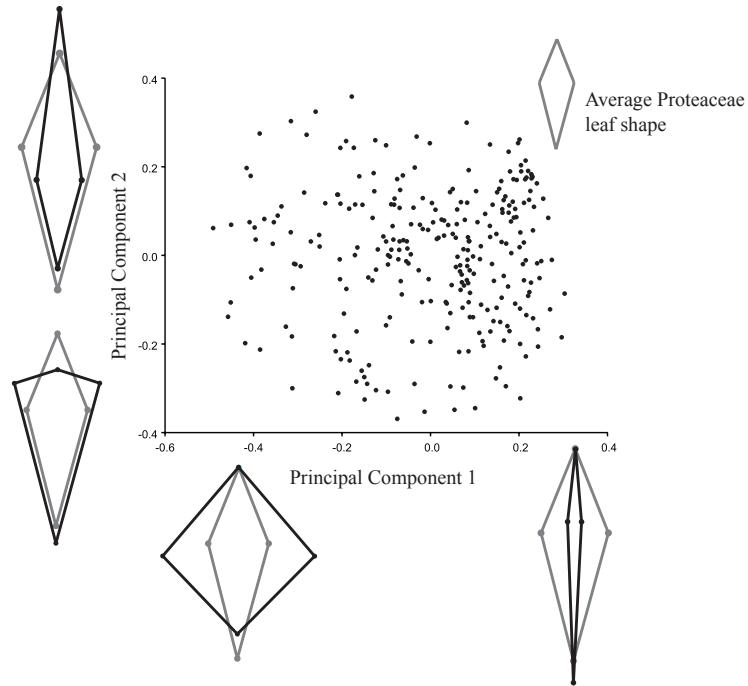 Average Proteaceae
leaf shape
Principal Component 2
0.4
0.2
0.0
-0.2
-0.4
-0.6
-0.4
-0.2
0.0
0.2
0.4
Principal Component 1